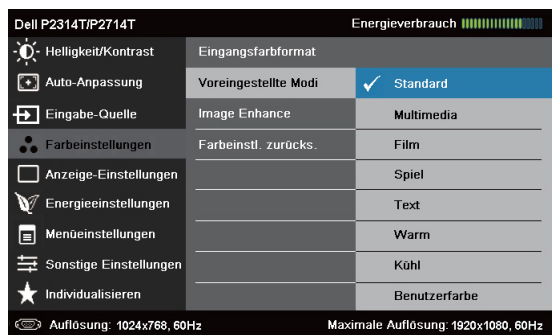 Dell P2314T/P2714T
Energieverbrauch
Helligkeit/Kontrast
Auto-Anpassung
Eingabe-Quelle
Farbeinstellungen
Anzeige-Einstellungen
Energieeinstellungen
Menüeinstellungen
Sonstige Einstellungen
Individualisieren
Eingangsfarbformat
Voreingestellte Modi
Image Enhance
Farbeinstl. zurücks.
Standard
Multimedia
Film
Spiel
Text
Warm
Kühl
Benutzerfarbe
Auflösung: 1024x768, 60Hz
Maximale Auflösung: 1920x1080, 60Hz